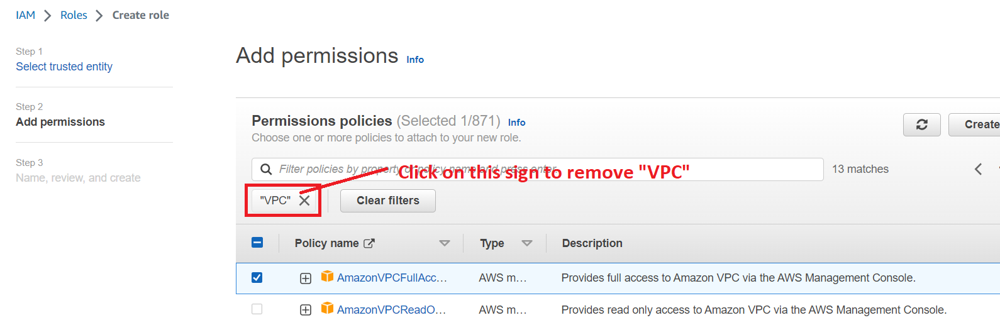 IAM > Roles > Create role
Step 1
Select trusted entity
Step 2
Add permissions
Step 3
Name, review, and create
Add permissions Info
Permissions policies (Selected 1/871) Info
Choose one or more policies to attach to your new role.
Create
Filter policies by property or policy name and press enter.
Click on this sign to remove "VPC"
13 matches
"VPC"
Clear filters
Policy name Type Description
AmazonVPCFullAcc… AWS m… Provides full access to Amazon VPC via the AWS Management Console.
AmazonVPCReadO… AWS m… Provides read only access to Amazon VPC via the AWS Management Console.